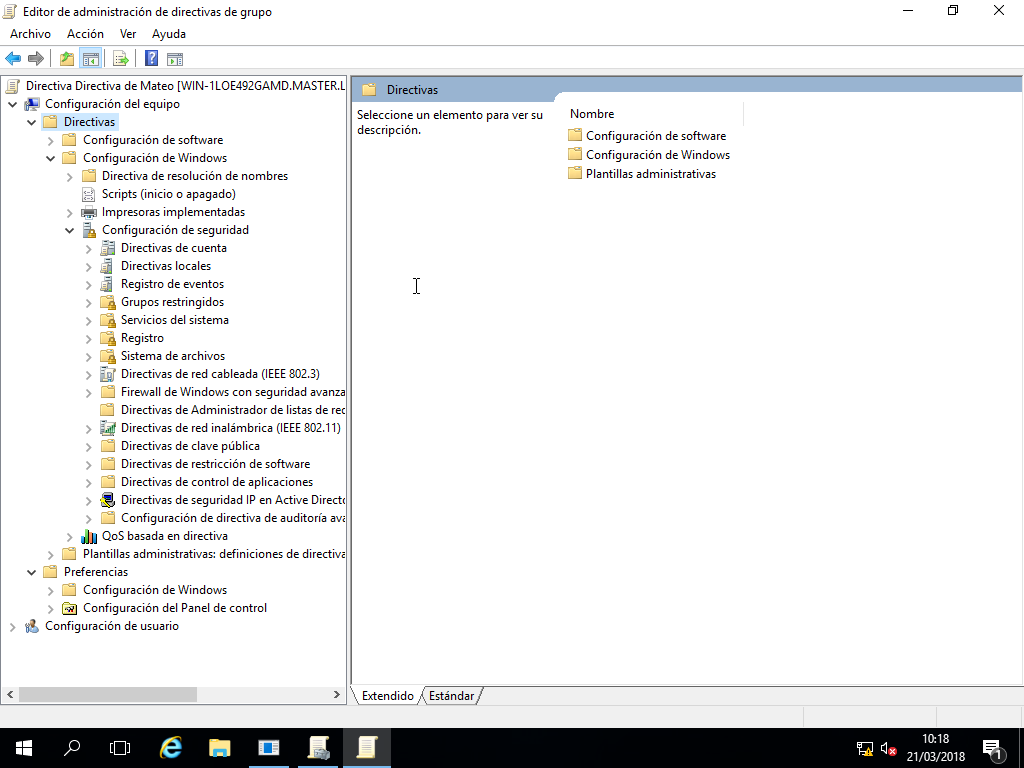 Editor de administración de directivas de grupo
Archivo Acción Ver Ayuda
Directiva Directiva de Mateo [WIN-1LOE492GAMD.MASTER.L
Configuración del equipo
Directivas
Configuración de software
Configuración de Windows
Directiva de resolución de nombres
Scripts (inicio o apagado)
Impresoras implementadas
Configuración de seguridad
Directivas de cuenta
Directivas locales
Registro de eventos
Grupos restringidos
Servicios del sistema
Registro
Sistema de archivos
Directivas de red cableada (IEEE 802.3)
Firewall de Windows con seguridad avanza
Directivas de Administrador de listas de red
Directivas de red inalámbrica (IEEE 802.11)
Directivas de clave pública
Directivas de restricción de software
Directivas de control de aplicaciones
Directivas de seguridad IP en Active Directo
Configuración de directiva de auditoría ava
QoS basada en directiva
Plantillas administrativas: definiciones de directiva
Preferencias
Configuración de Windows
Configuración del Panel de control
Configuración de usuario
Directivas
Seleccione un elemento para ver su
descripción.
Nombre
Configuración de software
Configuración de Windows
Plantillas administrativas
Extendido Estándar
10:18
21/03/2018
1